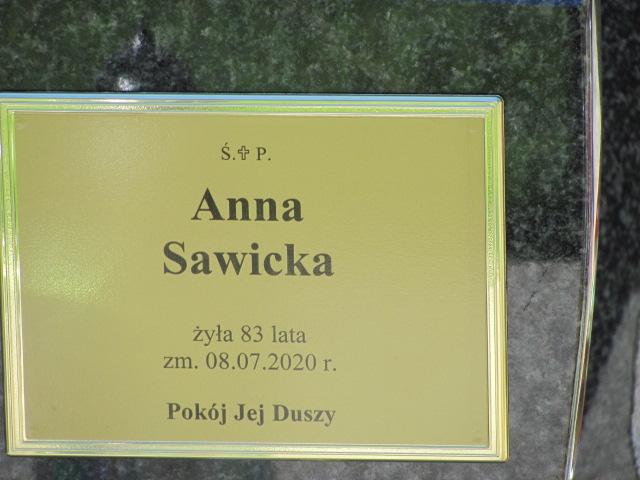 Ś.✞ P.
Anna
Sawicka
żyła 83 lata
zm. 08.07.2020 r.
Pokój Jej Duszy